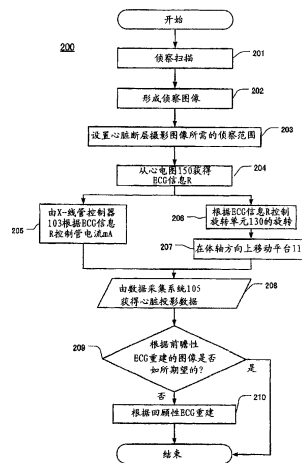 开始
200
侦察扫描
201
形成侦察图像
202
设置心脏断层摄影图像所需的侦察范围
203
从心电图150获得
ECG信息R
204
由X-线管控制器
103根据ECG信息
R控制管电流mA
205
根据ECG信息R控制
旋转单元130的旋转
206
在体轴方向上移动平台11
207
由数据采集系统105
获得心脏投影数据
208
根据前瞻性
ECG重建的图像是否
如所期望的?
209
是
否
根据回顾性ECG重建
210
结束